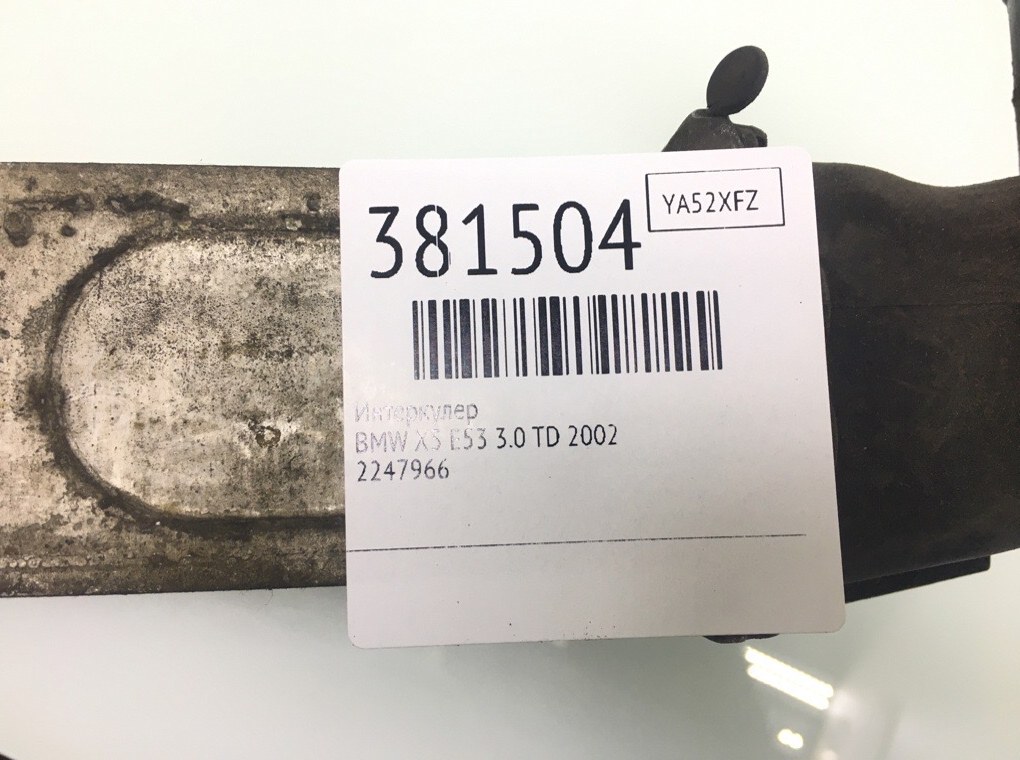 381504
YA52XFZ
Интеркулер
BMW X5 E53 3.0 TD 2002
2247966